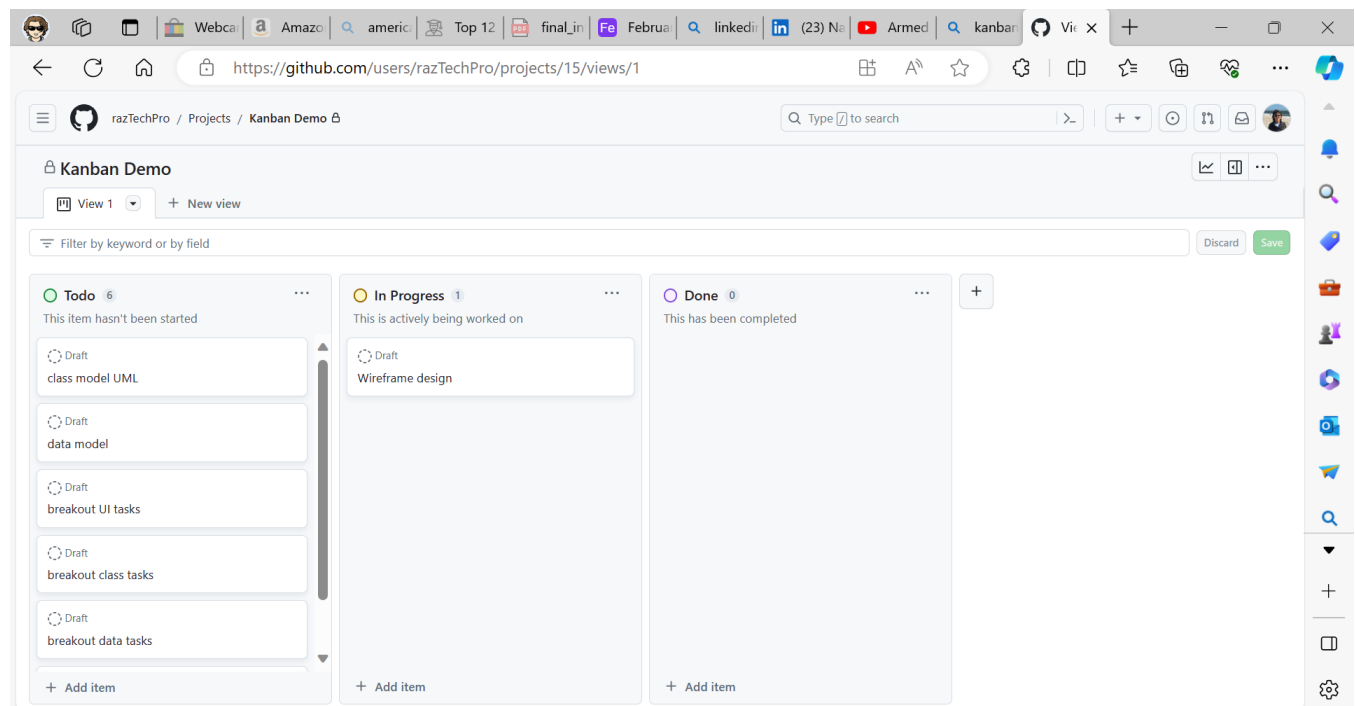 Webca
Amazo
americ
Top 12
final_in
Februa
linkedin
(23) Na
Armed
kanban
Vie
https://github.com/users/razTechPro/projects/15/views/1
razTechPro / Projects / Kanban Demo
Type / to search
Kanban Demo
View 1
New view
Filter by keyword or by field
Discard
Save
Todo 6
This item hasn't been started
Draft
class model UML
Draft
data model
Draft
breakout UI tasks
Draft
breakout class tasks
Draft
breakout data tasks
+ Add item
In Progress 1
This is actively being worked on
Draft
Wireframe design
+ Add item
Done 0
This has been completed
+ Add item